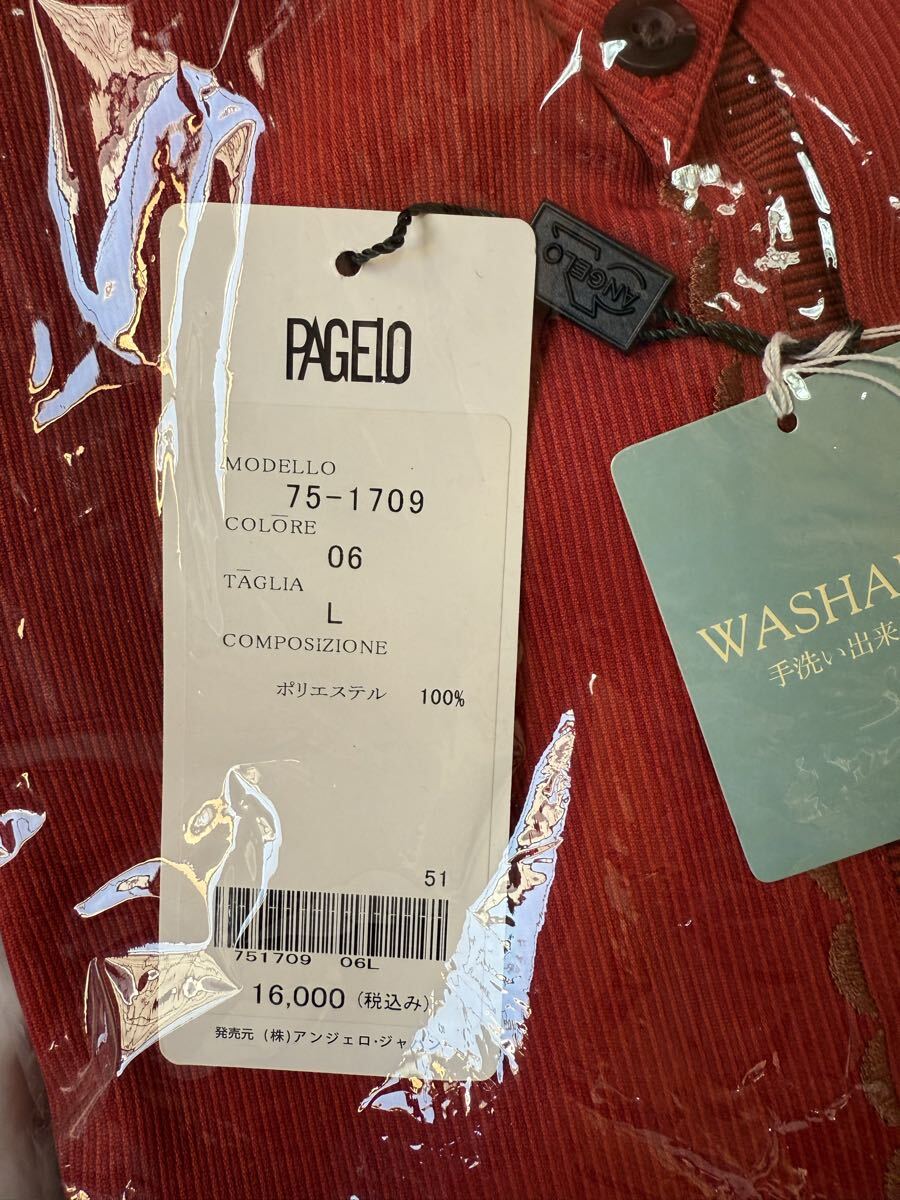 PAGELO
MODELLO
75-1709
COLORE
06
TAGLIA
L
COMPOSIZIONE
ポリエステル 100%
51
751709 06L
16,000 (税込み)
発売元 (株)アンジェロ・ジャ
ANGELO
WASHA
手洗い出来